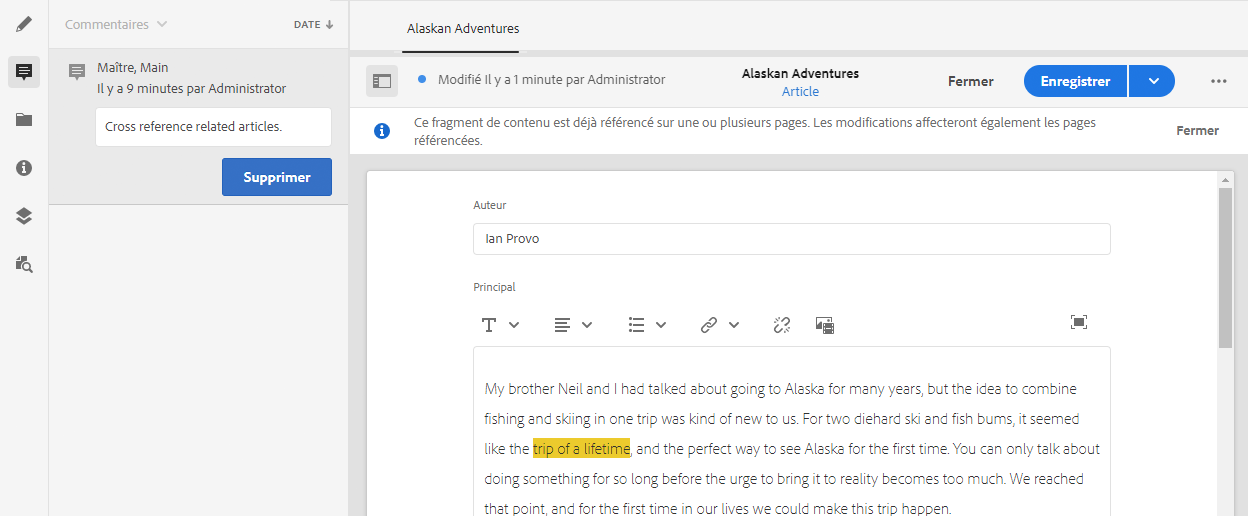 Commentaires
DATE
Maître, Main
Il y a 9 minutes par Administrator
Cross reference related articles.
Supprimer
Alaskan Adventures
Modifié Il y a 1 minute par Administrator
Alaskan Adventures
Article
Fermer
Enregistrer
Ce fragment de contenu est déjà référencé sur une ou plusieurs pages. Les modifications affecteront également les pages
référencées.
Fermer
Auteur
Ian Provo
Principal
My brother Neil and I had talked about going to Alaska for many years, but the idea to combine
fishing and skiing in one trip was kind of new to us. For two diehard ski and fish bums, it seemed
like the trip of a lifetime, and the perfect way to see Alaska for the first time. You can only talk about
doing something for so long before the urge to bring it to reality becomes too much. We reached
that point, and for the first time in our lives we could make this trip happen.